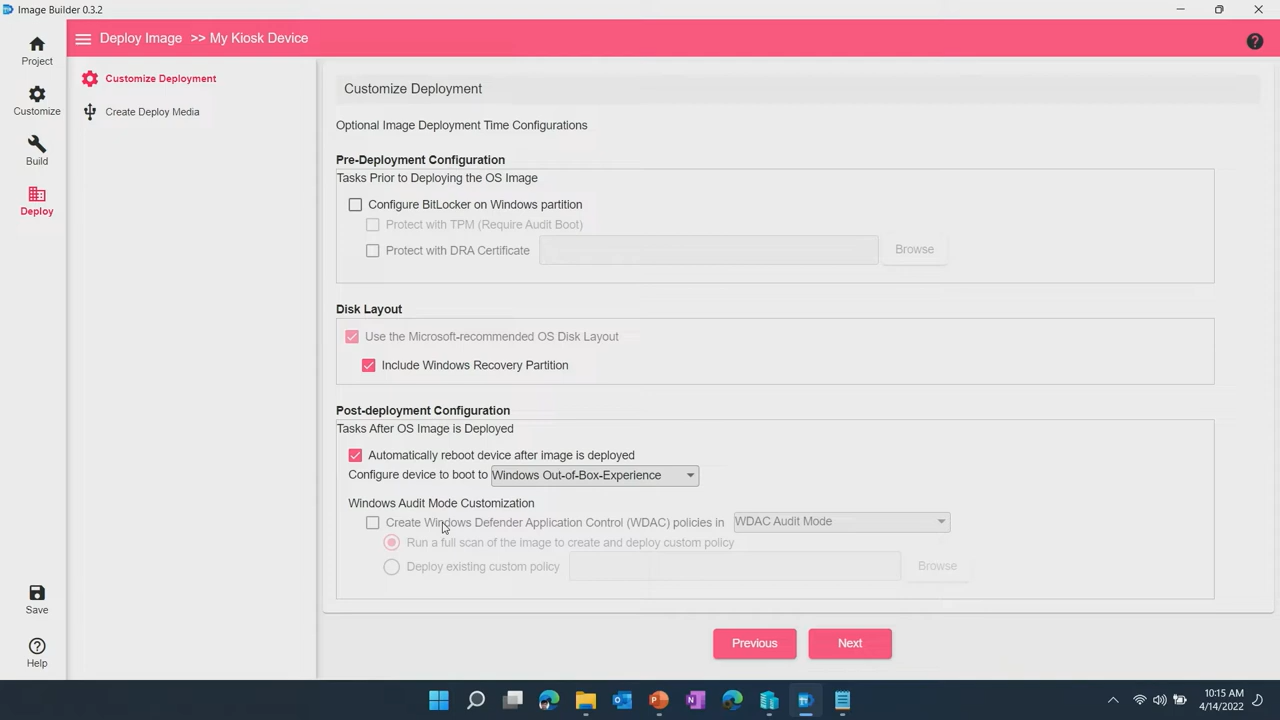 Image Builder 0.3.2
Deploy Image >> My Kiosk Device
Project
Customize
Build
Deploy
Save
Help
Customize Deployment
Create Deploy Media
Customize Deployment
Optional Image Deployment Time Configurations
Pre-Deployment Configuration
Tasks Prior to Deploying the OS Image
Configure BitLocker on Windows partition
Protect with TPM (Require Audit Boot)
Protect with DRA Certificate
Browse
Disk Layout
Use the Microsoft-recommended OS Disk Layout
Include Windows Recovery Partition
Post-deployment Configuration
Tasks After OS Image is Deployed
Automatically reboot device after image is deployed
Configure device to boot to Windows Out-of-Box-Experience
Windows Audit Mode Customization
Create Windows Defender Application Control (WDAC) policies in WDAC Audit Mode
Run a full scan of the image to create and deploy custom policy
Deploy existing custom policy
Browse
Previous
Next
10:15 AM
4/14/2022